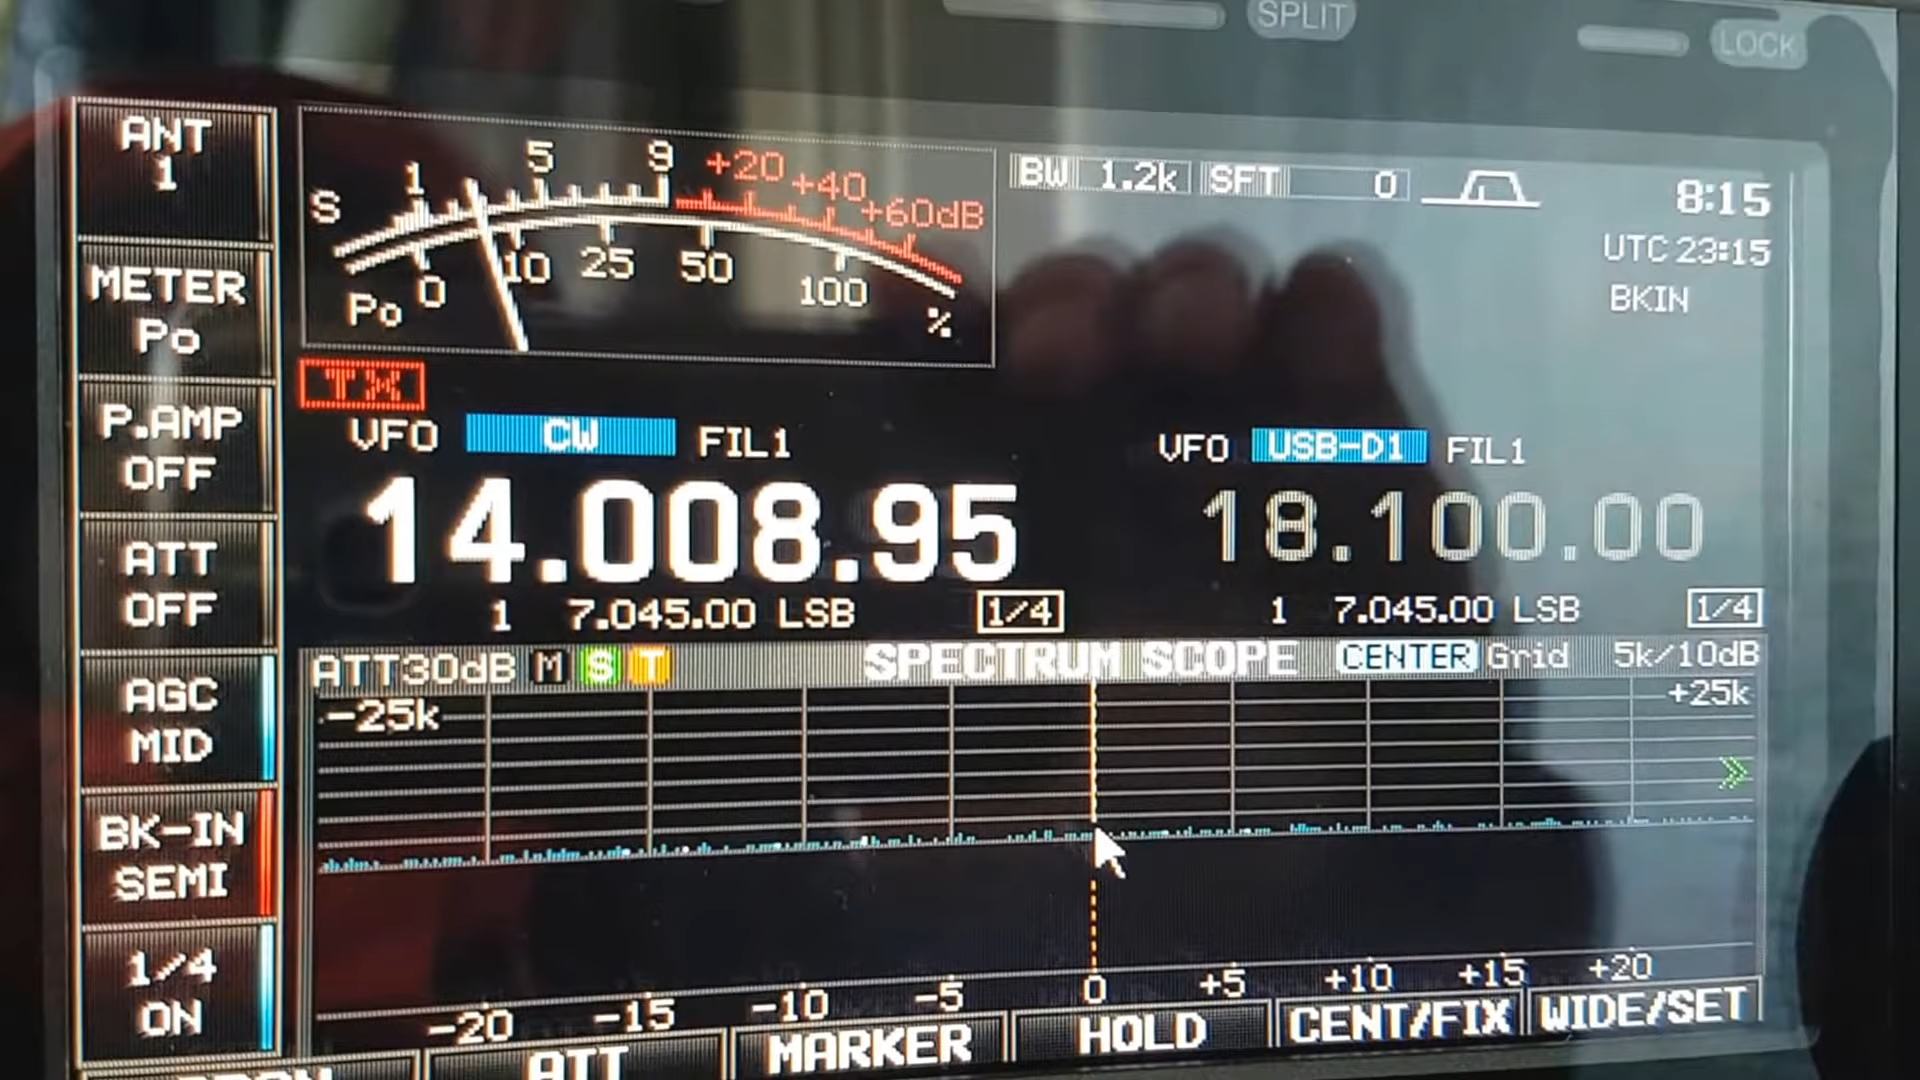 SPLIT
LOCK
ANT
1
METER
Po
P.AMP
OFF
ATT
OFF
AGC
MID
BK-IN
SEMI
1/4
ON
S 1 5 9 +20 +40 +60dB
Po 0 10 25 50 100 %
BW 1.2k SFT 0
8:15
UTC 23:15
BKIN
TX
VFO CW FIL1
14.008.95
1 7.045.00 LSB 1/4
VFO USB-D1 FIL1
18.100.00
1 7.045.00 LSB 1/4
ATT30dB M S T SPECTRUM SCOPE CENTER Grid 5k/10dB
-25k +25k
-20 -15 -10 -5 0 +5 +10 +15 +20
ATT MARKER HOLD CENT/FIX WIDE/SET